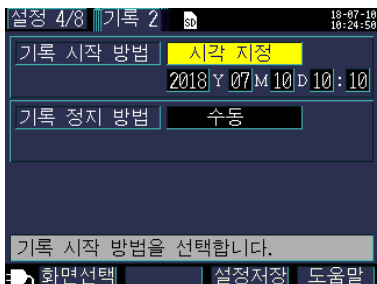 설정 4/8 기록 2 SD 18-07-10
10:24:50
기록 시작 방법 시각 지정
2018 Y 07 M 10 D 10 : 10
기록 정지 방법 수동
기록 시작 방법을 선택합니다.
화면선택 설정저장 도움말